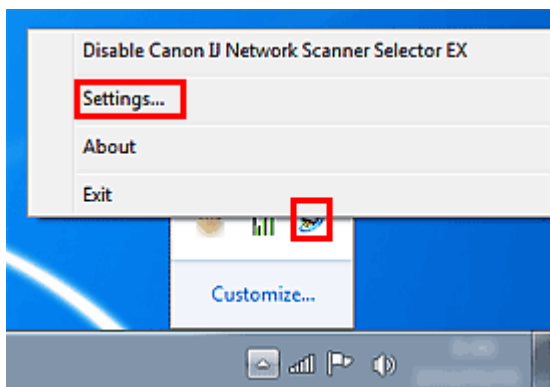 Disable Canon IJ Network Scanner Selector EX
Settings...
About
Exit
Customize...